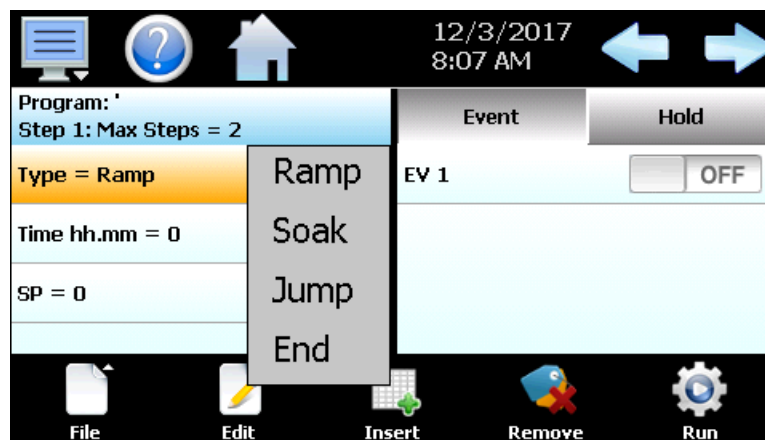 ?
12/3/2017
8:07 AM
Program: '
Step 1: Max Steps = 2
Event
Hold
Type = Ramp
Ramp
Soak
Jump
End
EV 1
OFF
Time hh.mm = 0
SP = 0
File
Edit
Insert
Remove
Run